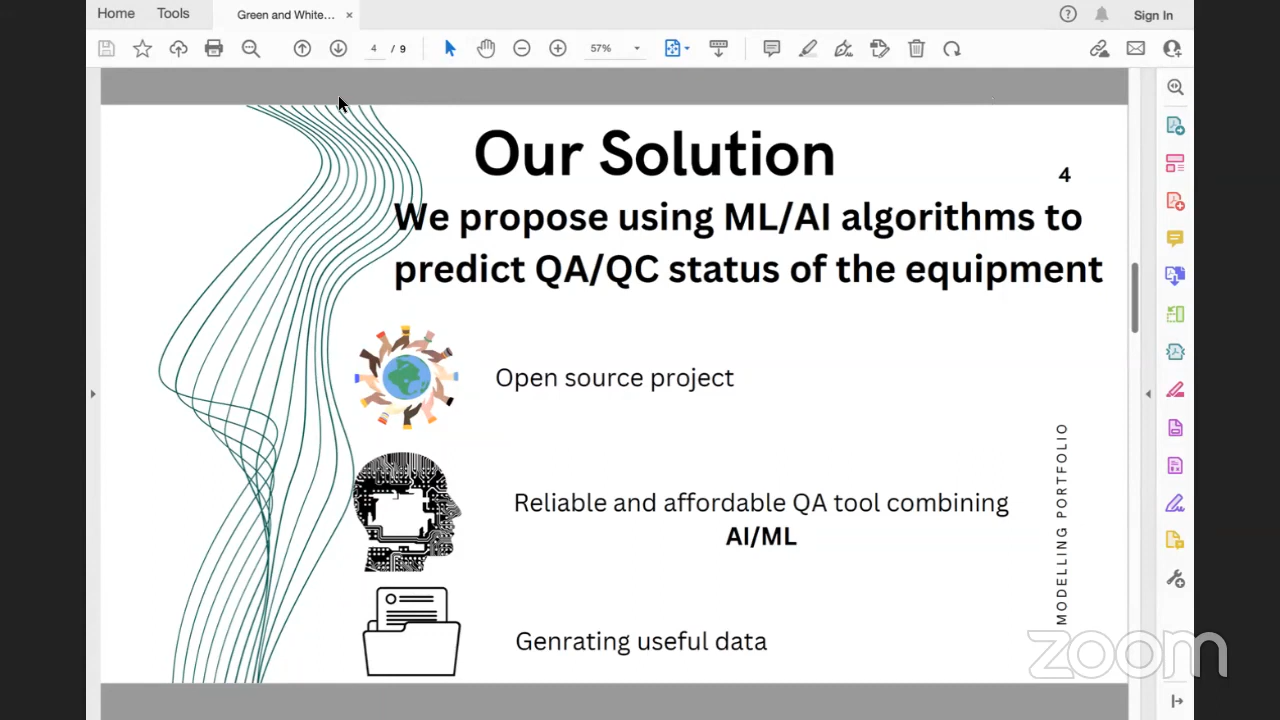 Home Tools Green and White... × ? Sign In
4 / 9 57%
Our Solution
4
We propose using ML/AI algorithms to
predict QA/QC status of the equipment
Open source project
Reliable and affordable QA tool combining
AI/ML
Genrating useful data
MODELLING PORTFOLIO
zoom